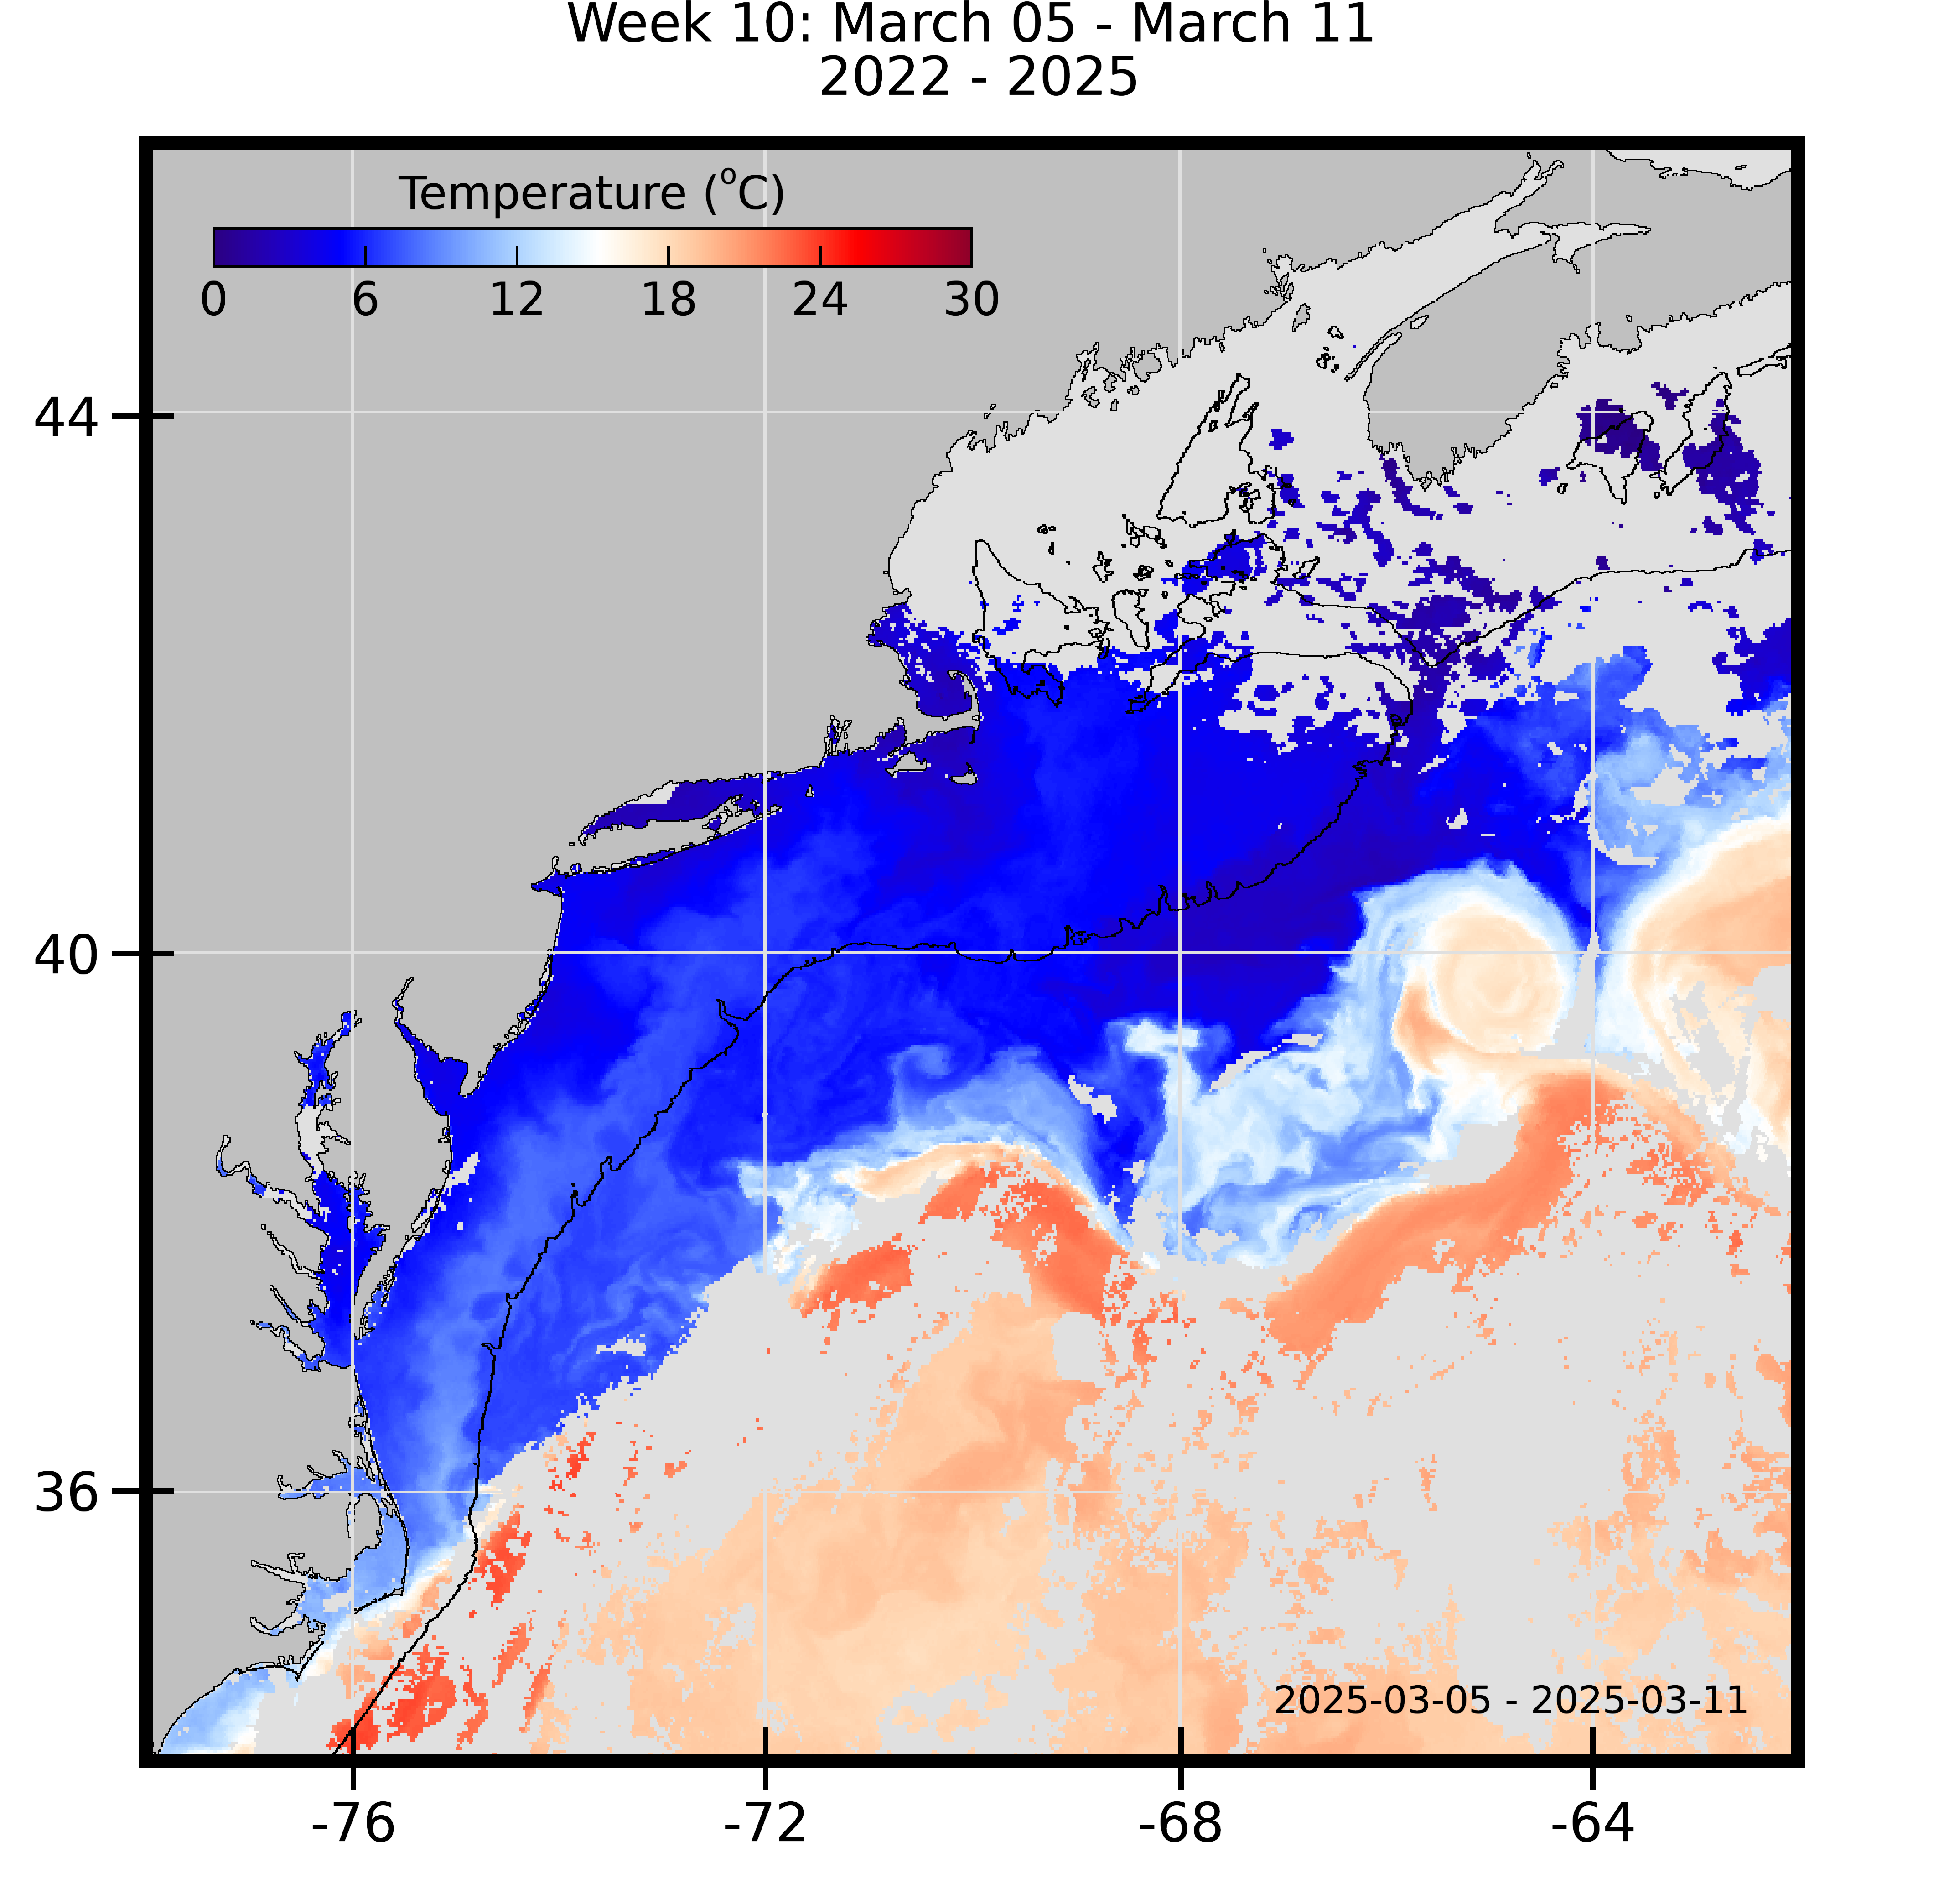 Week 10: March 05 - March 11
2022 - 2025
Temperature (°C)
0 6 12 18 24 30
44
40
36
2025-03-05 - 2025-03-11
-76 -72 -68 -64